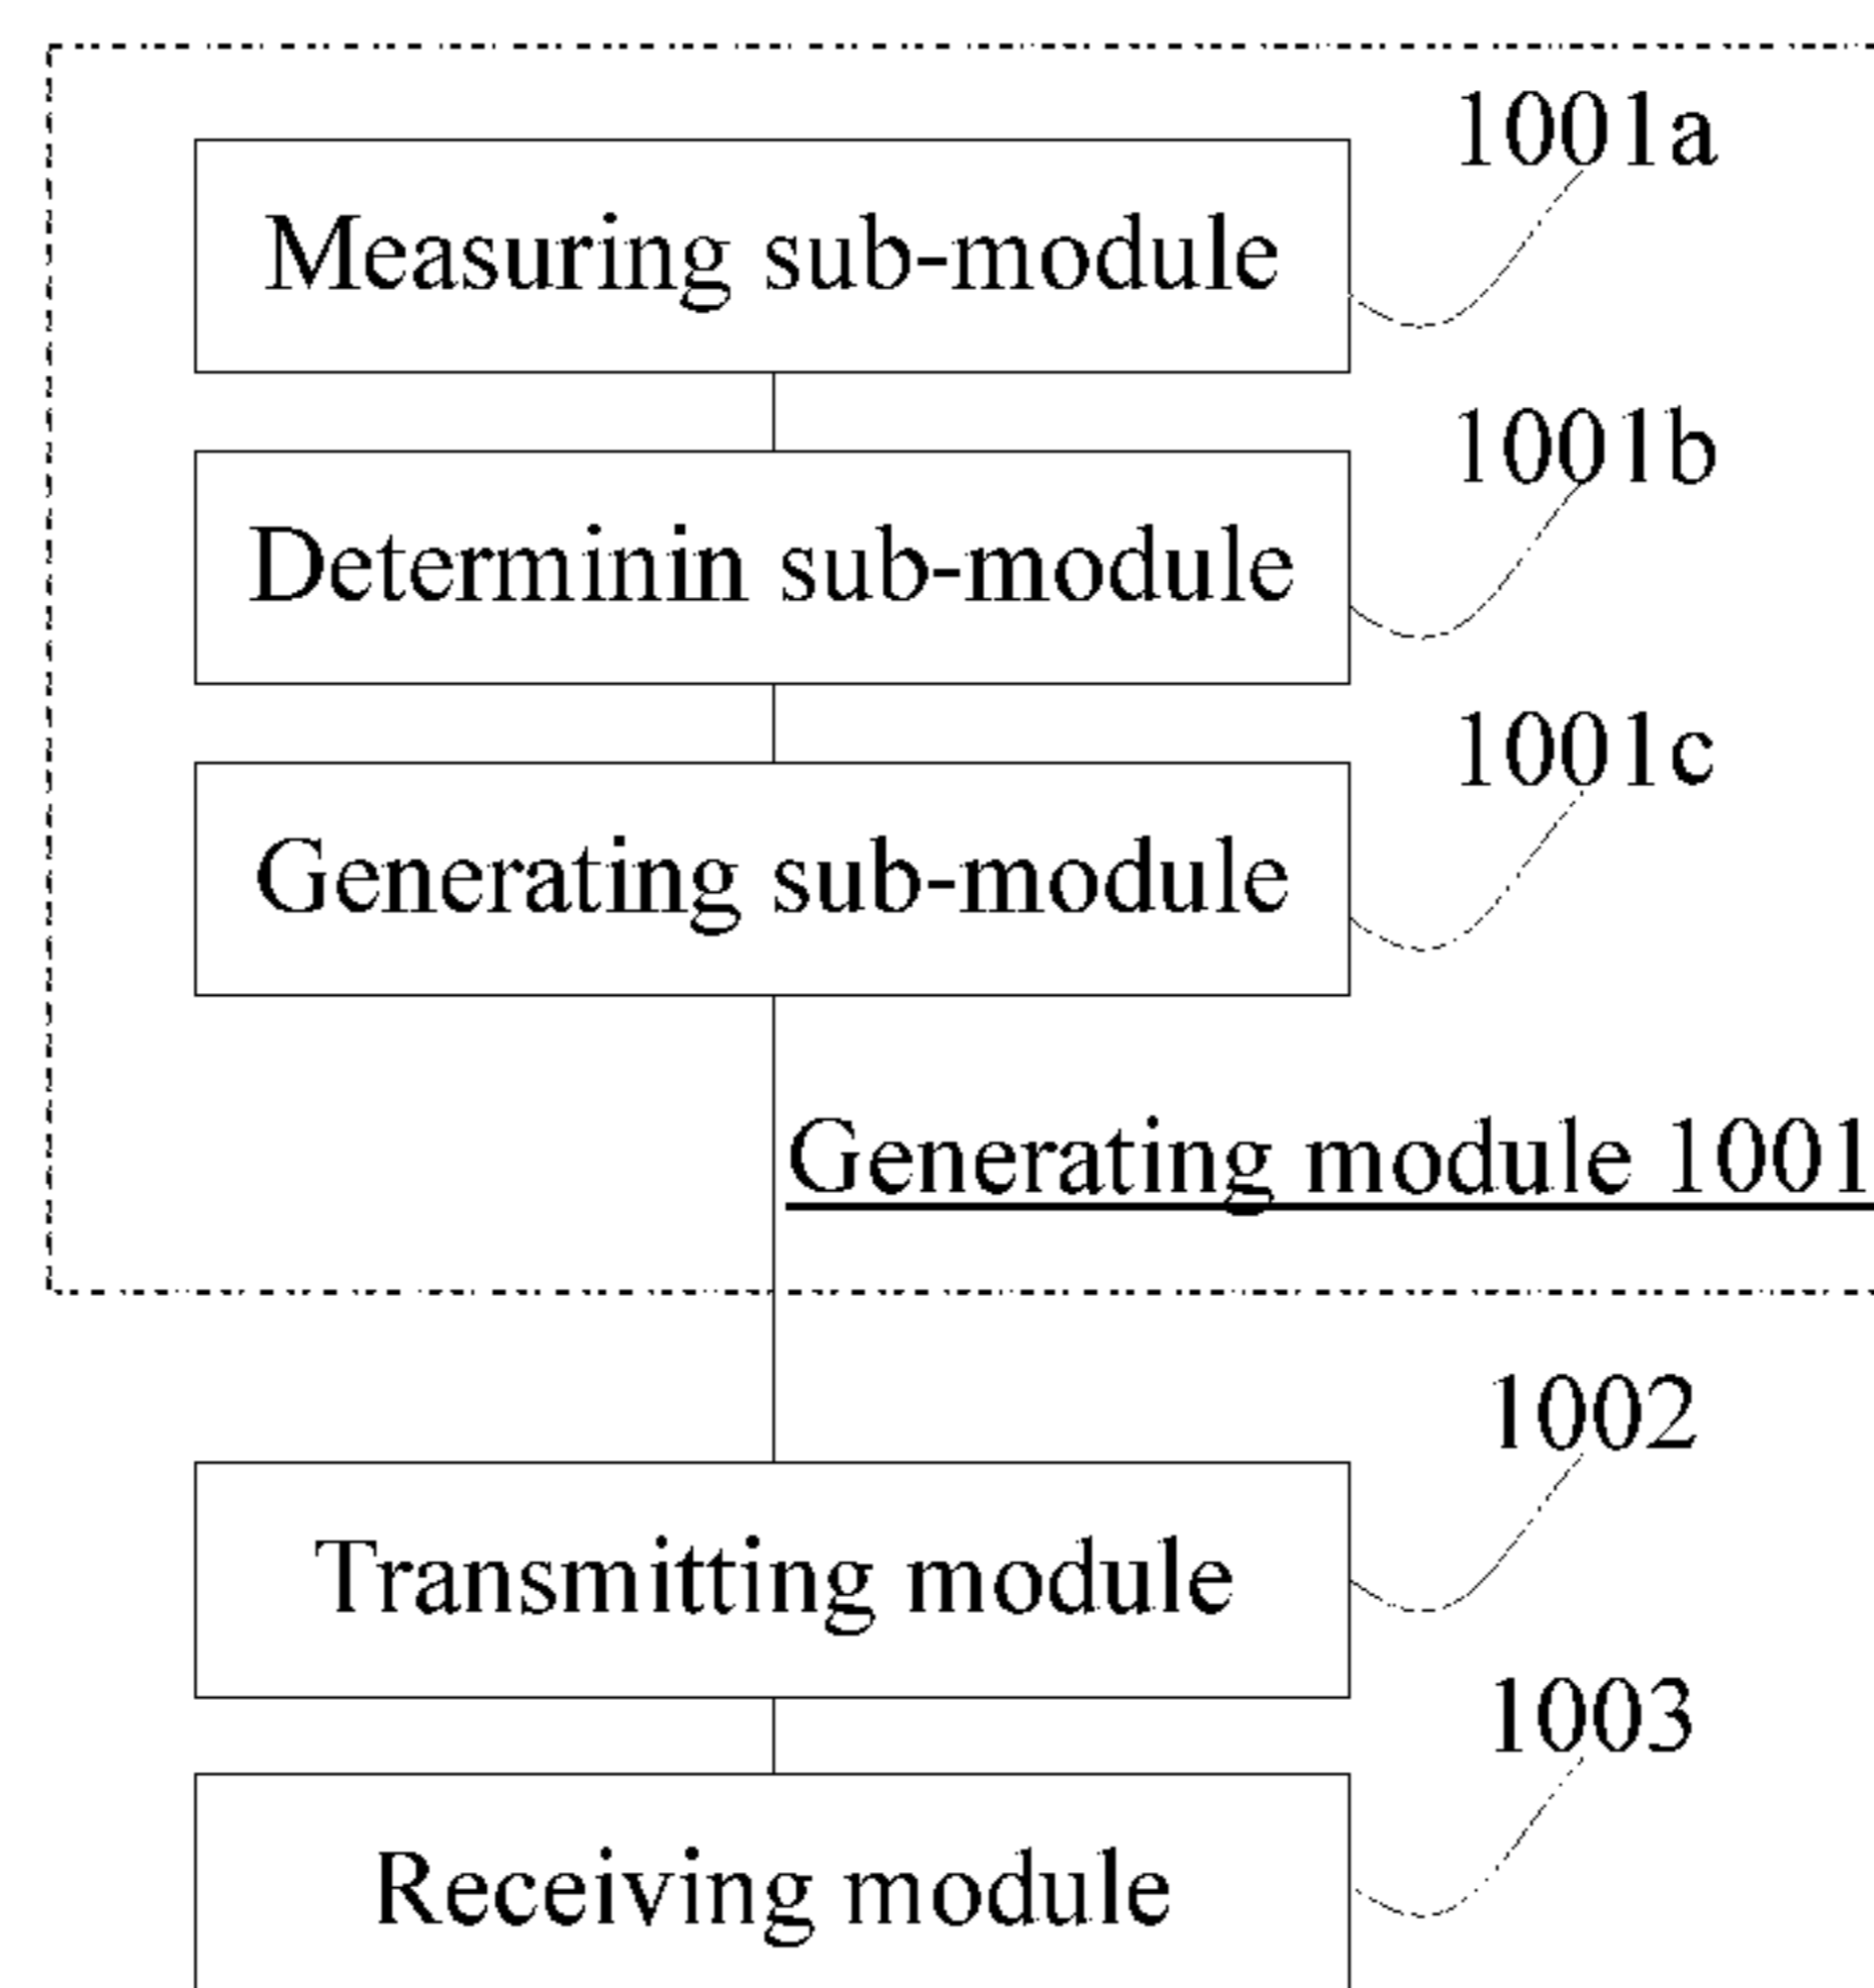 1001a
Measuring sub-module
1001b
Determinin sub-module
1001c
Generating sub-module
Generating module 1001
1002
Transmitting module
1003
Receiving module